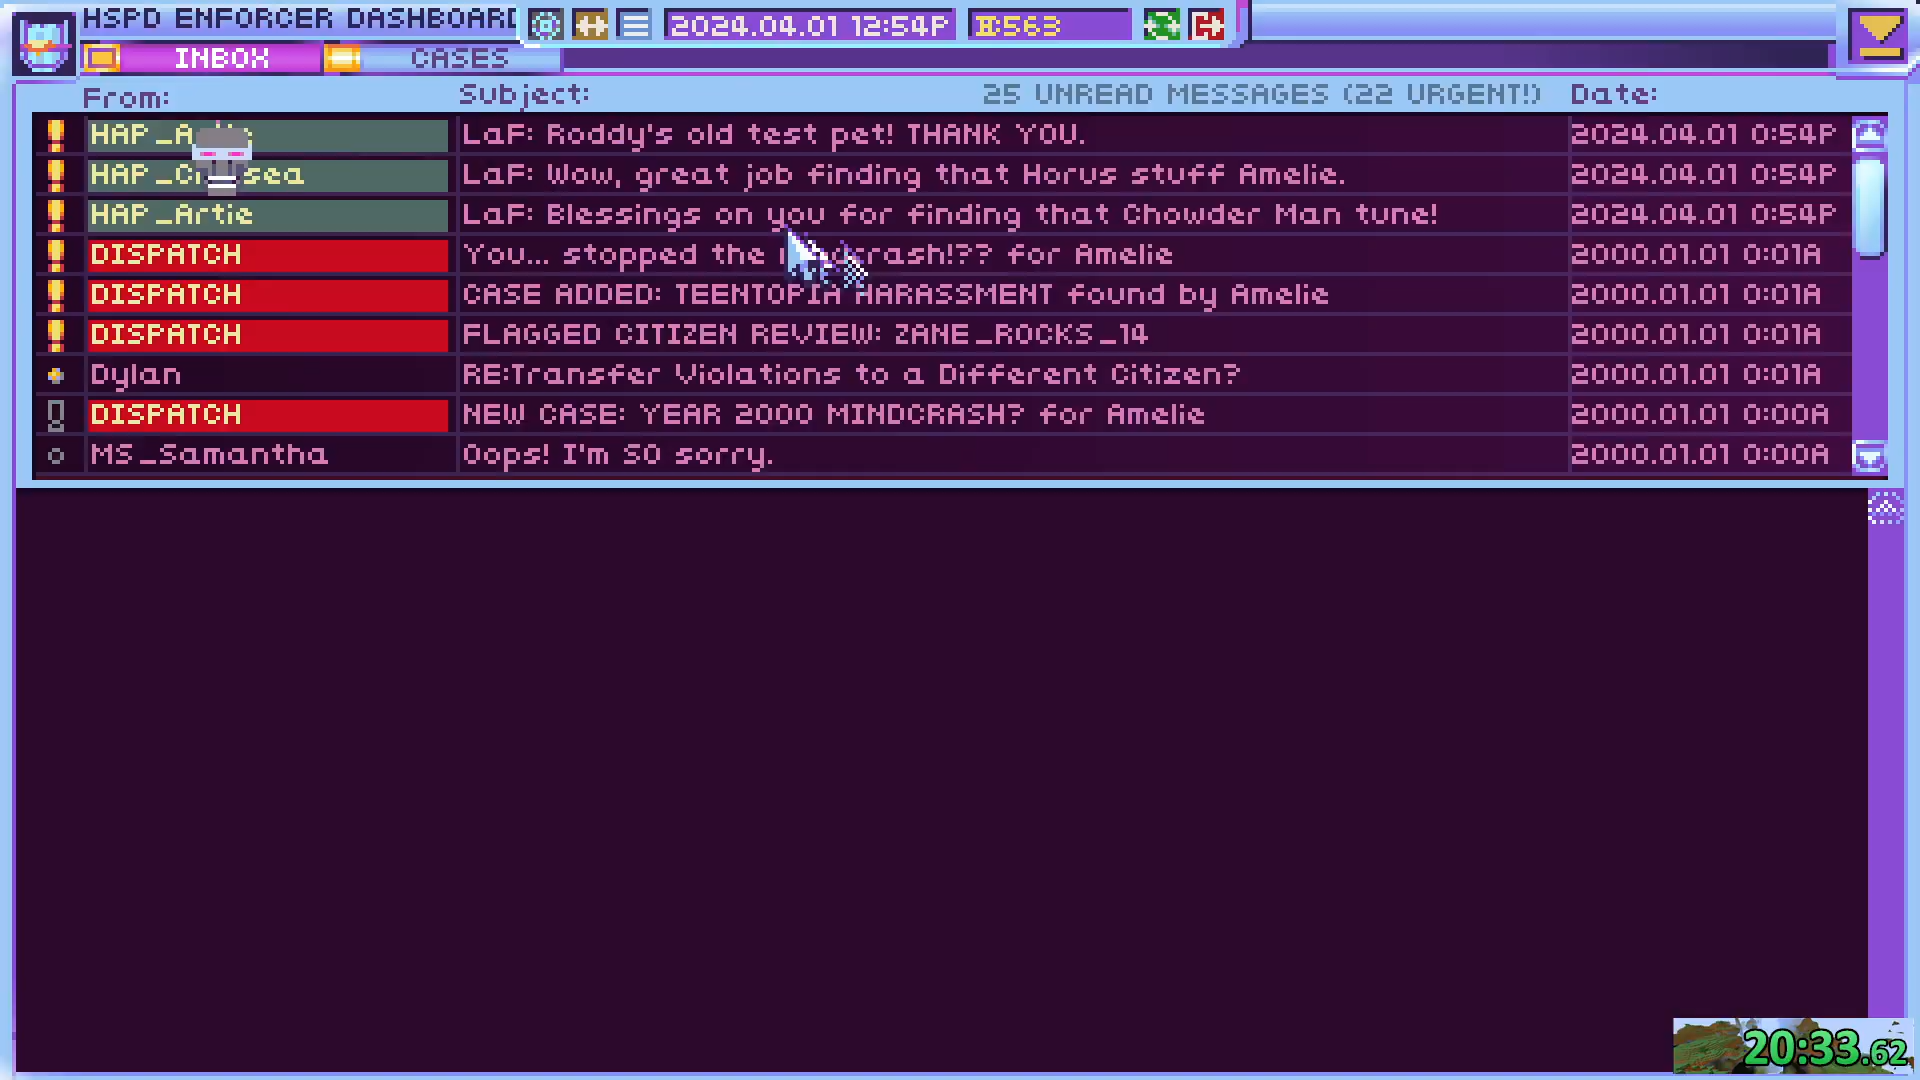 HSPD ENFORCER DASHBOARD
2024.04.01 12:54P
563
INBOX
CASES
From:
Subject:
25 UNREAD MESSAGES (22 URGENT!)
Date:
LaF: Roddy's old test pet! THANK YOU.
2024.04.01 0:54P
LaF: Wow, great job finding that Horus stuff Amelie.
2024.04.01 0:54P
HAP_Artie
LaF: Blessings on you for finding that Chowder Man tune!
2024.04.01 0:54P
DISPATCH
You... stopped the for Amelie
2000.01.01 0:01A
DISPATCH
CASE ADDED: TEENTOPIA HARASSMENT found by Amelie
2000.01.01 0:01A
DISPATCH
FLAGGED CITIZEN REVIEW: ZANE_ROCKS_14
2000.01.01 0:01A
Dylan
RE:Transfer Violations to a Different Citizen?
2000.01.01 0:01A
DISPATCH
NEW CASE: YEAR 2000 MINDCRASH? for Amelie
2000.01.01 0:00A
MS_Samantha
Oops! I'm SO sorry.
2000.01.01 0:00A
20:33.62